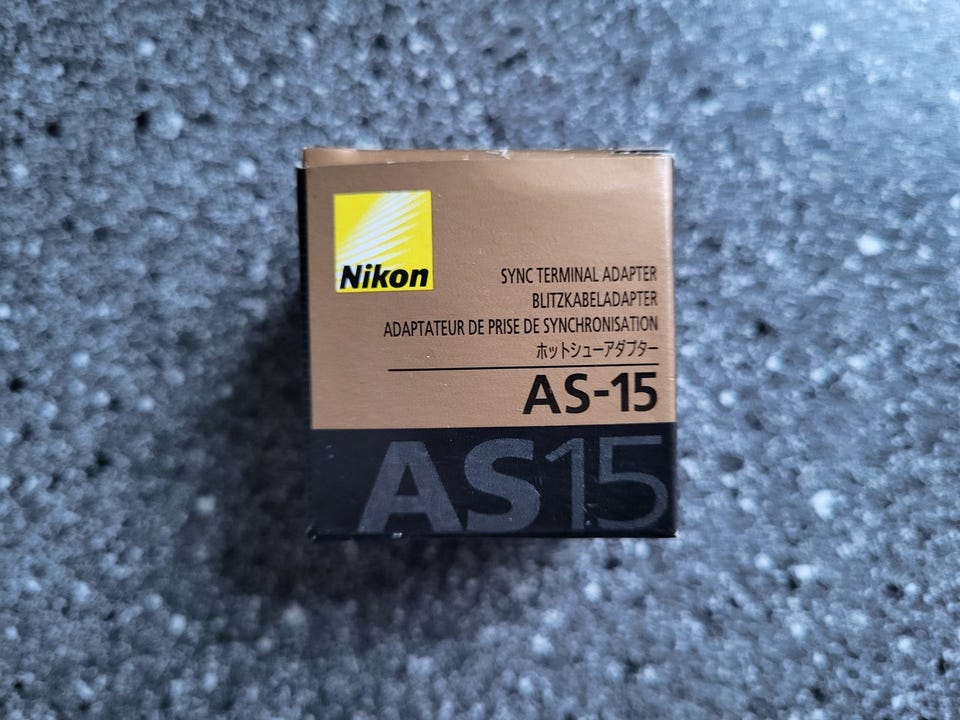 Nikon
SYNC TERMINAL ADAPTER
BLITZKABELADAPTER
ADAPTATEUR DE PRISE DE SYNCHRONISATION
ホットシューアダプター
AS-15
AS15